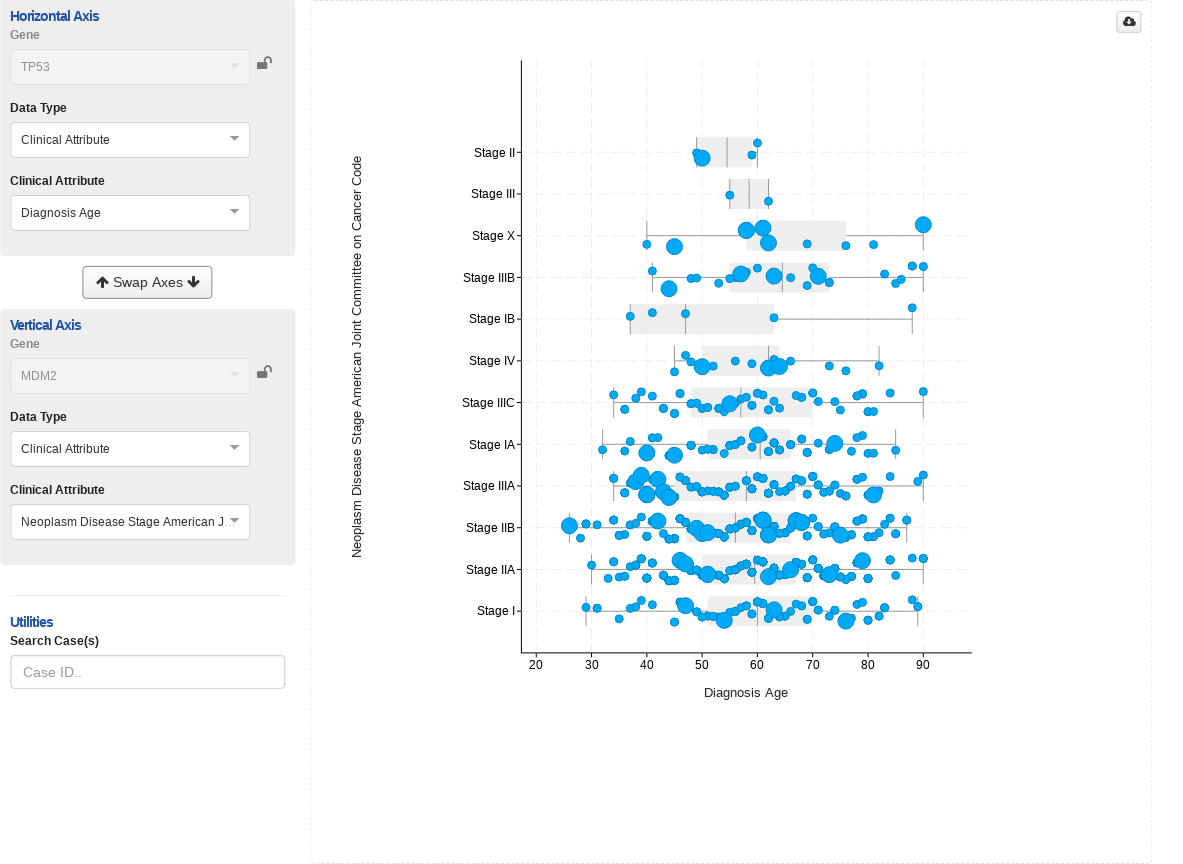 Horizontal Axis
Gene
TP53
Data Type
Clinical Attribute
Clinical Attribute
Diagnosis Age
Swap Axes
Vertical Axis
Gene
MDM2
Data Type
Clinical Attribute
Clinical Attribute
Neoplasm Disease Stage American J...
Utilities
Search Case(s)
Case ID..
Neoplasm Disease Stage American Joint Committee on Cancer Code
Stage II
Stage III
Stage X
Stage IIIB
Stage IB
Stage IV
Stage IIIC
Stage IA
Stage IIIA
Stage IIB
Stage IIA
Stage I
20 30 40 50 60 70 80 90
Diagnosis Age